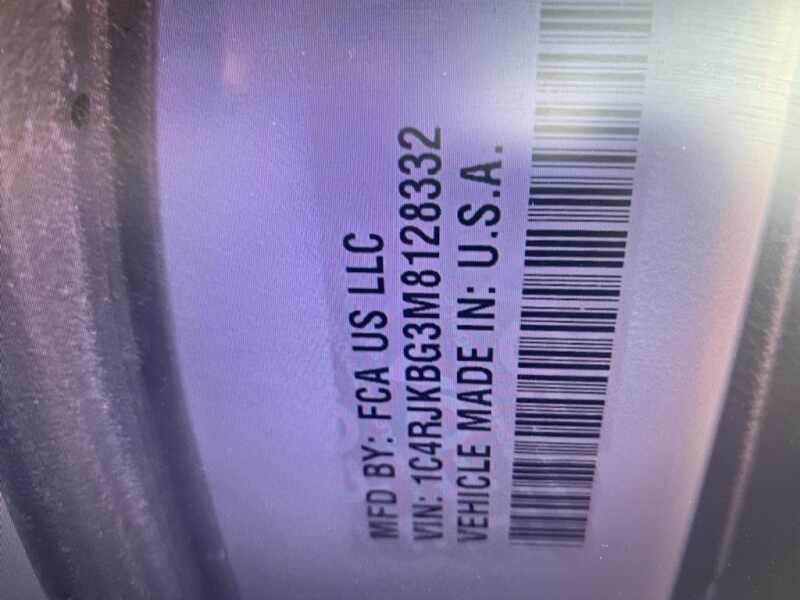 MFD BY: FCA US LLC
VIN: 1C4RJKBG3M8128332
VEHICLE MADE IN: U.S.A.